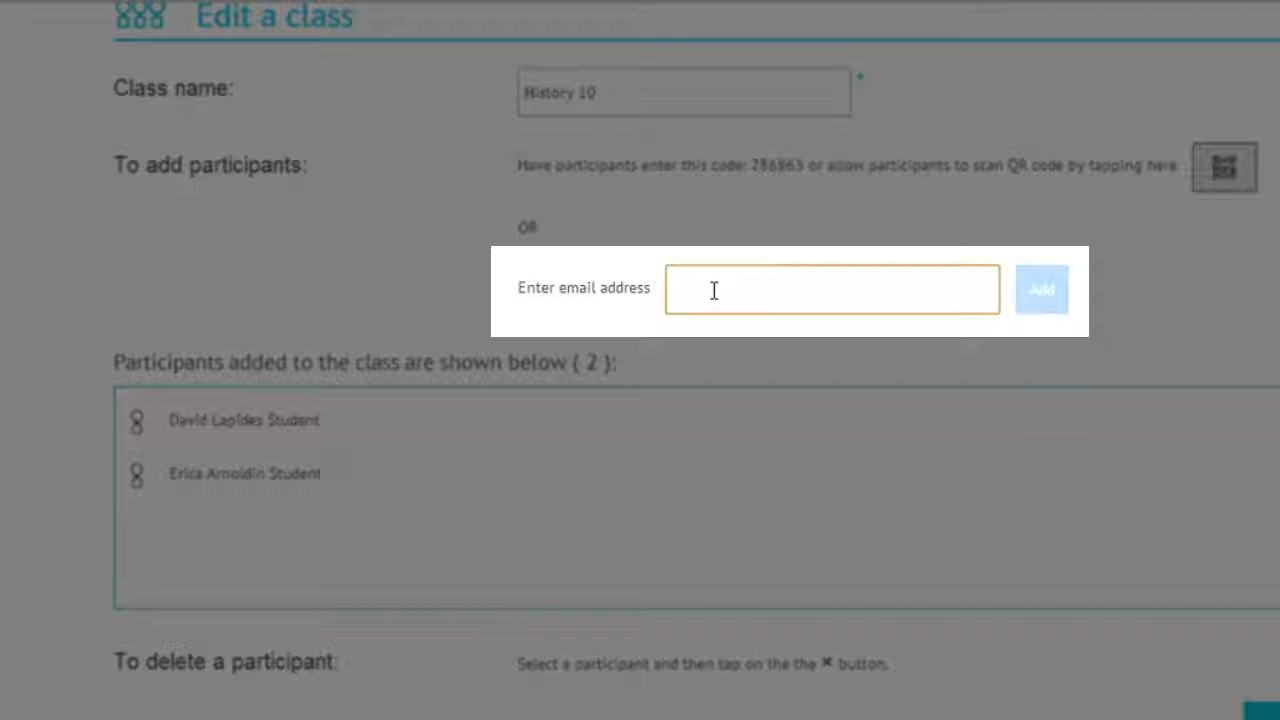 Edit a class
Class name:
History 10
To add participants:
Have participants enter this code: 286863 or allow participants to scan QR code by tapping here
OR
Enter email address
Add
Participants added to the class are shown below ( 2 ):
David Lapides Student
Erica Arnoldin Student
To delete a participant:
Select a participant and then tap on the the × button.